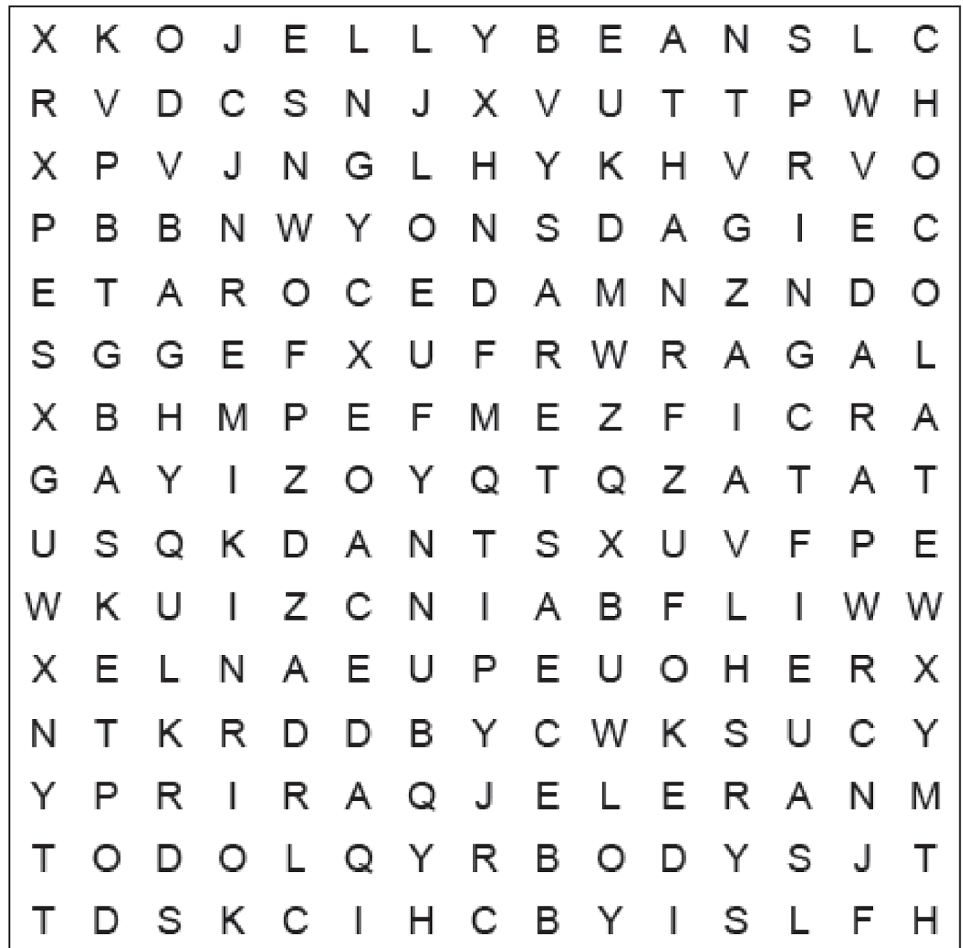 X K O J E L L Y B E A N S L C
R V D C S N J X V U T T P W H
X P V J N G L H Y K H V R V O
P B B N W Y O N S D A G I E C
E T A R O C E D A M N Z N D O
S G G E F X U F R W R A G A L
X B H M P E F M E Z F I C R A
G A Y I Z O Y Q T Q Z A T A T
U S Q K D A N T S X U V F P E
W K U I Z C N I A B F L I W W
X E L N A E U P E U O H E R X
N T K R D D B Y C W K S U C Y
Y P R I R A Q J E L E R A N M
T O D O L Q Y R B O D Y S J T
T D S K C I H C B Y I S L F H